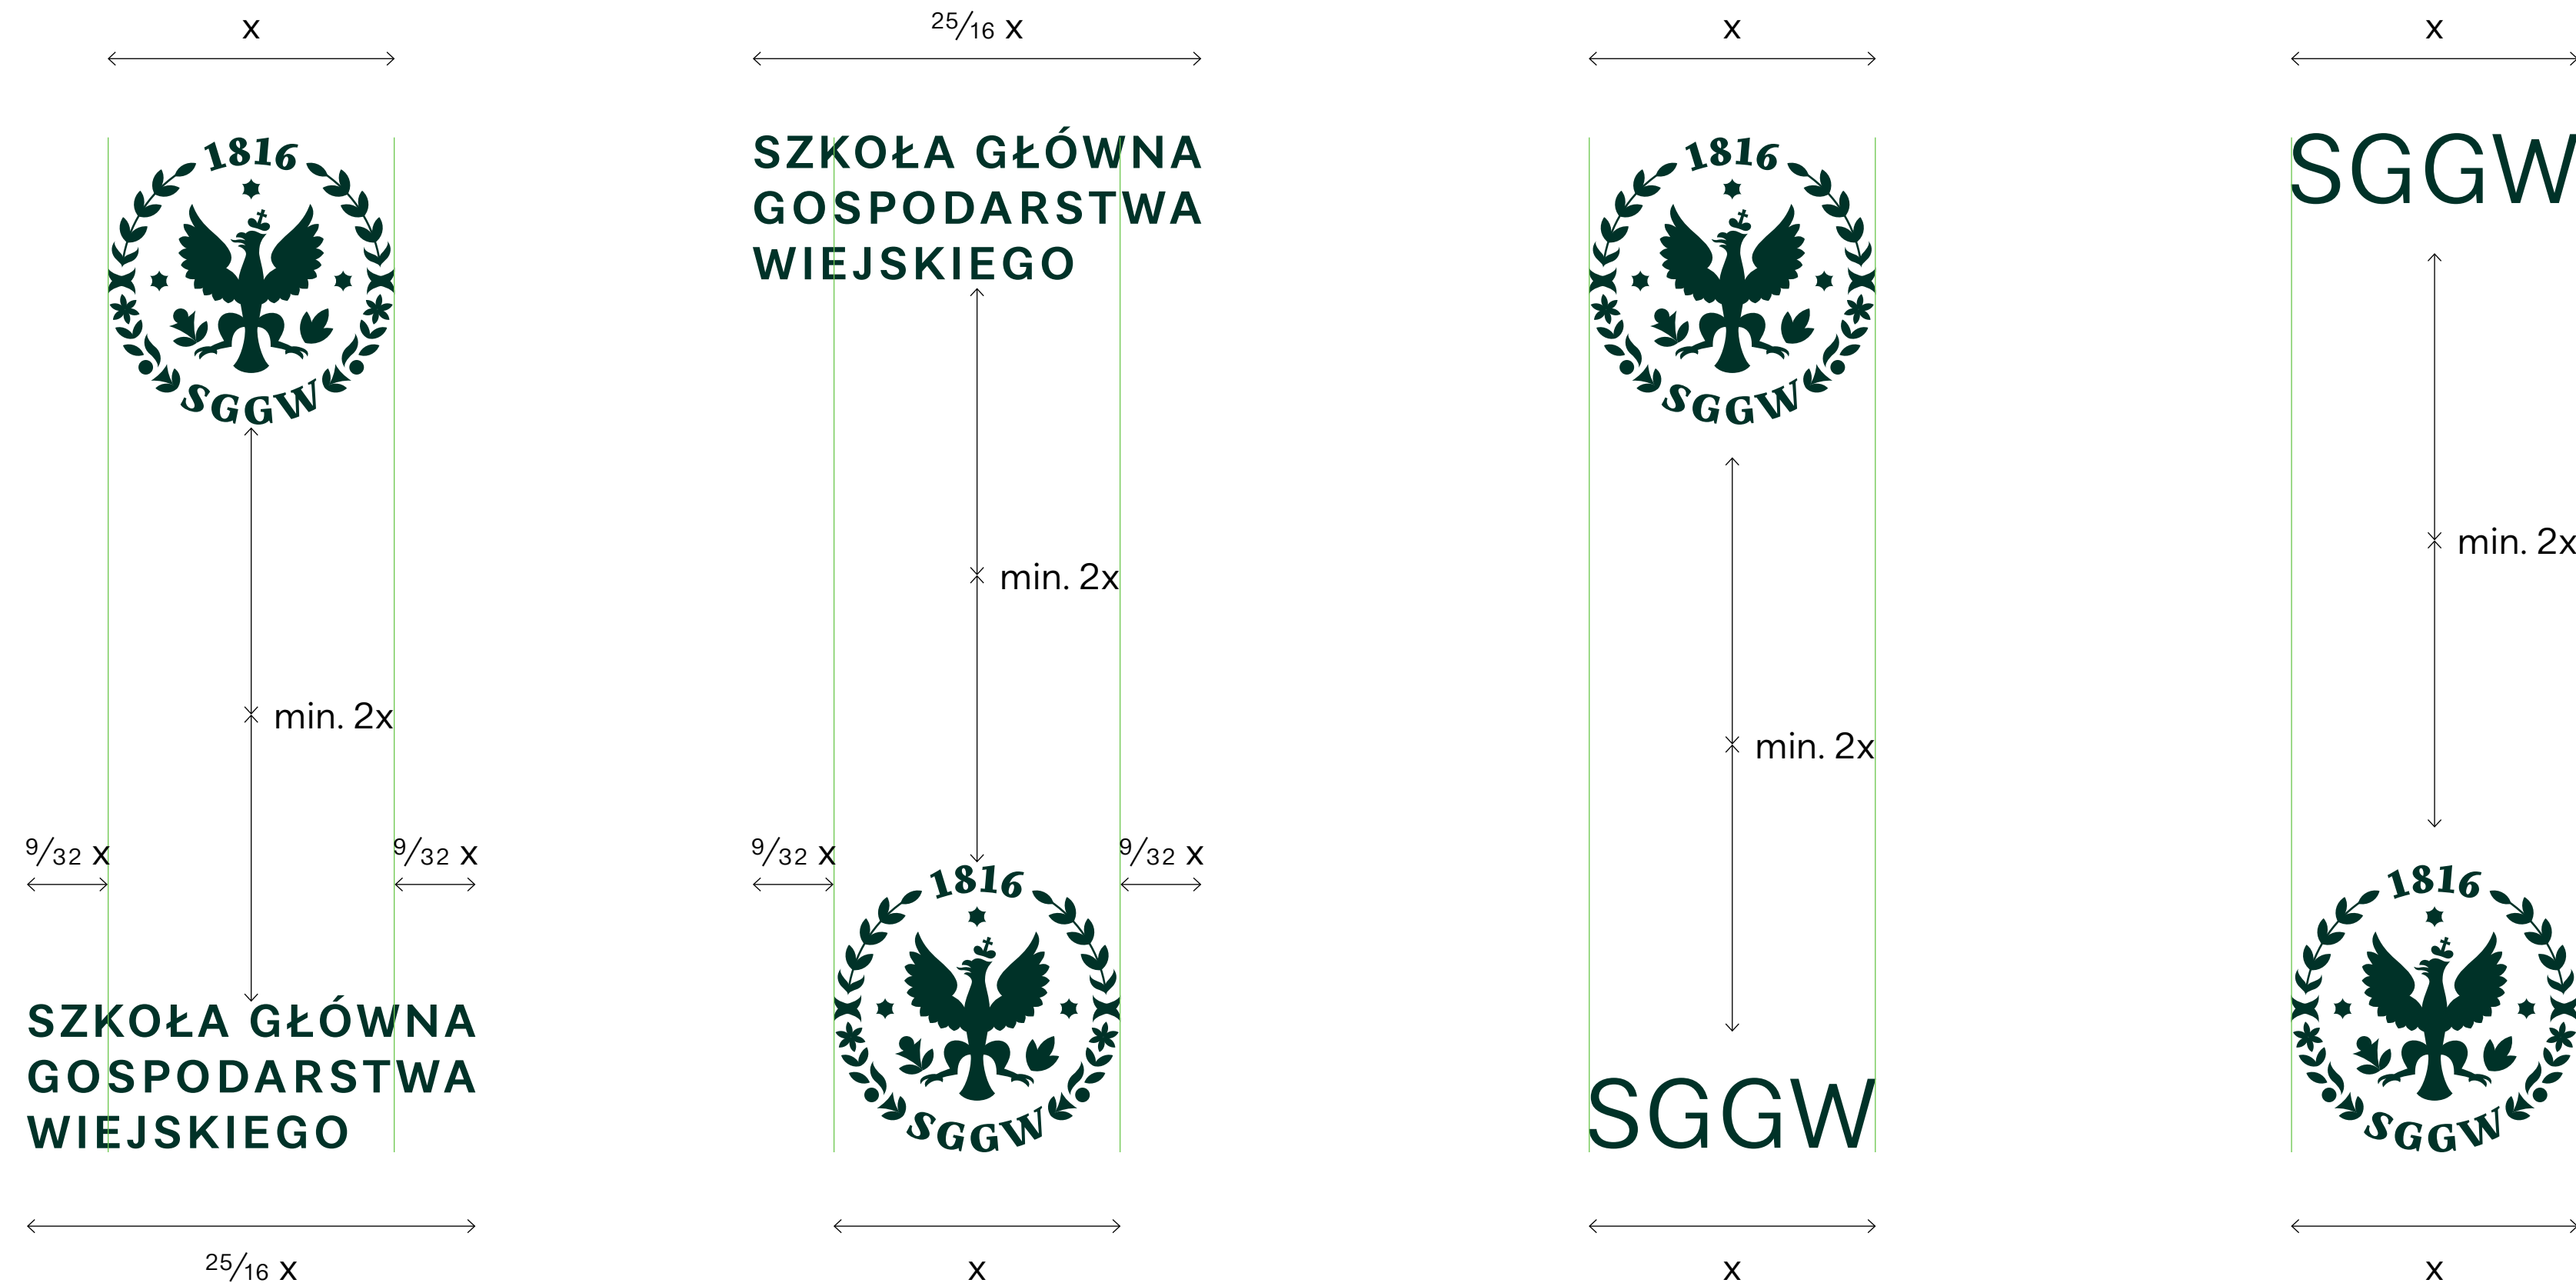 x
25/16 x
x
x
1816
SGGW
min. 2x
9/32 x
9/32 x
SZKOŁA GŁÓWNA
GOSPODARSTWA
WIEJSKIEGO
25/16 x
SZKOŁA GŁÓWNA
GOSPODARSTWA
WIEJSKIEGO
min. 2x
9/32 x
9/32 x
1816
SGGW
x
1816
SGGW
min. 2x
SGGW
x
SGGW
min. 2x
1816
SGGW
x